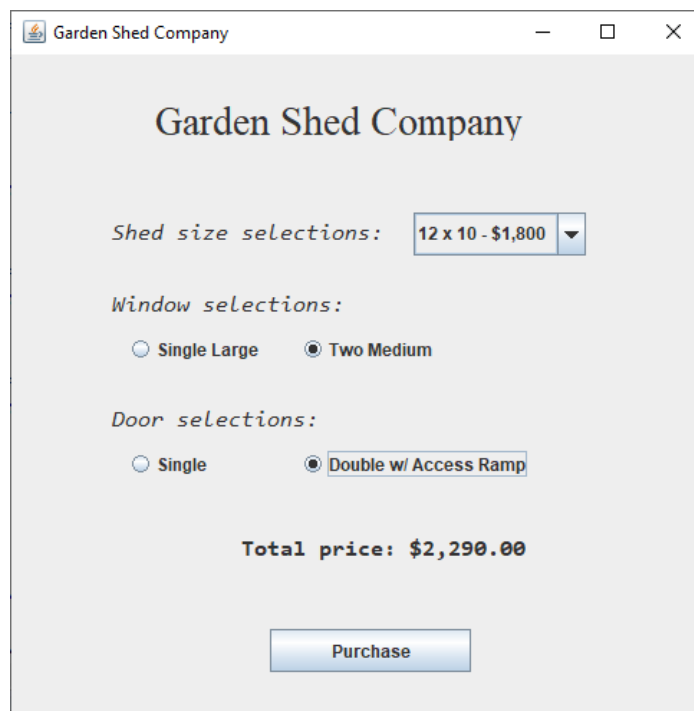 Garden Shed Company
Garden Shed Company
Shed size selections: 12 x 10 - $1,800
Window selections:
Single Large Two Medium
Door selections:
Single Double w/ Access Ramp
Total price: $2,290.00
Purchase